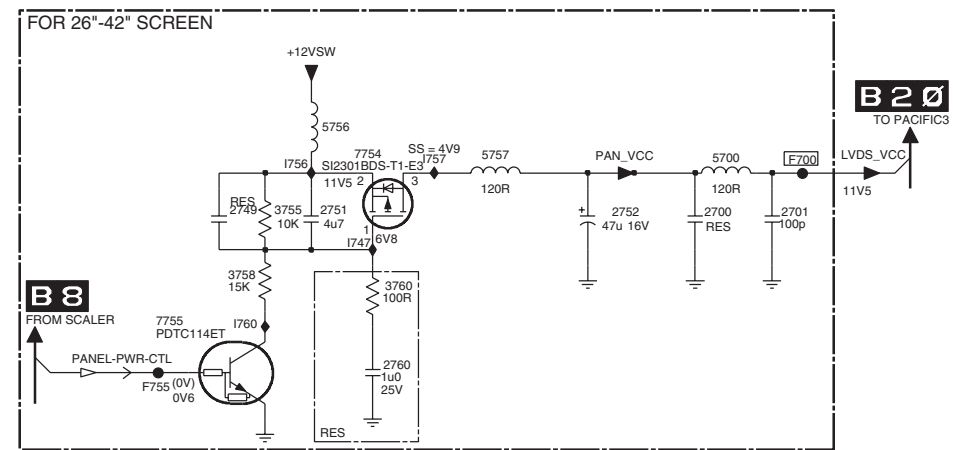 FOR 26"-42" SCREEN
+12VSW
B 2 Ø
TO PACIFIC3
5756
I756
7754
SI2301BDS-T1-E3
SS = 4V9
I757
5757
120R
PAN_VCC
5700
120R
F700
LVDS_VCC
11V5
11V5
2
3
1
6V8
RES
2749
3755
10K
2751
4u7
I747
2752
47u 16V
+
2700
RES
2701
100p
3758
15K
3760
100R
B 8
FROM SCALER
7755
PDTC114ET
I760
PANEL-PWR-CTL
F755
(0V)
0V6
2760
1u0
25V
RES